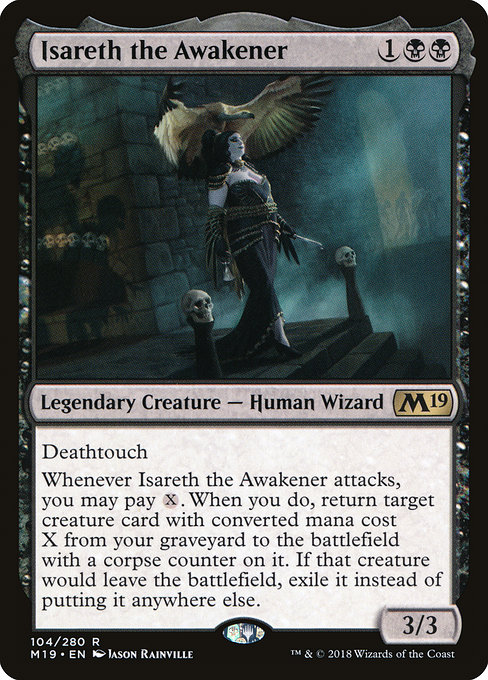 Isareth the Awakener 1
Legendary Creature — Human Wizard M19
Deathtouch
Whenever Isareth the Awakener attacks,
you may pay X. When you do, return target
creature card with converted mana cost
X from your graveyard to the battlefield
with a corpse counter on it. If that creature
would leave the battlefield, exile it instead of
putting it anywhere else.
3/3
104/280 R
M19 • EN Jason Rainville ™ & © 2018 Wizards of the Coast